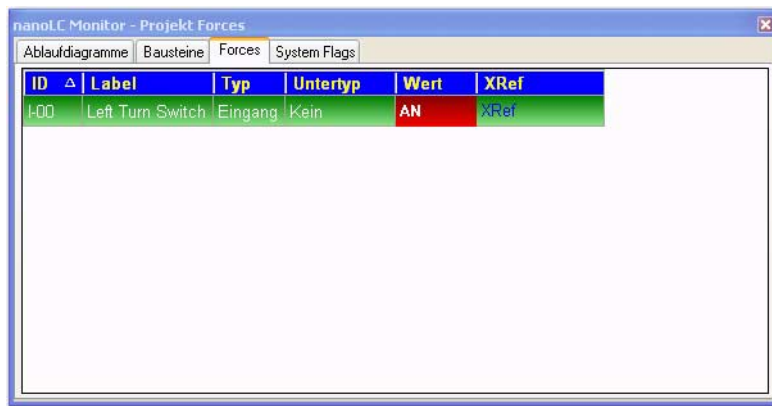 nanoLC Monitor - Projekt Forces
Ablaufdiagramme Bausteine Forces System Flags
ID Label Typ Untertyp Wert XRef
I-00 Left Turn Switch Eingang Kein AN XRef